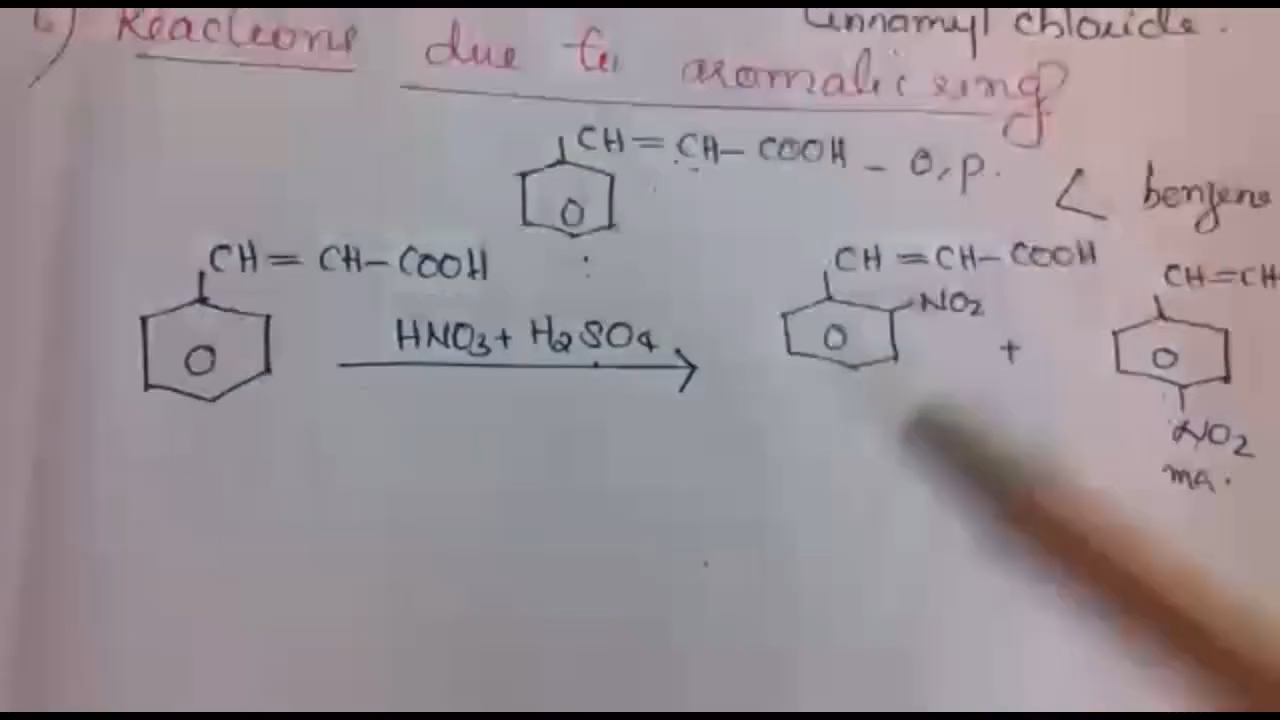 Cinnamyl chloride.
Reactions due to aromatic ring
CH = CH - COOH - o, p. < benzene
CH = CH - COOH
HNO3 + H2SO4
CH = CH - COOH
NO2
+
CH = CH
NO2
ma.